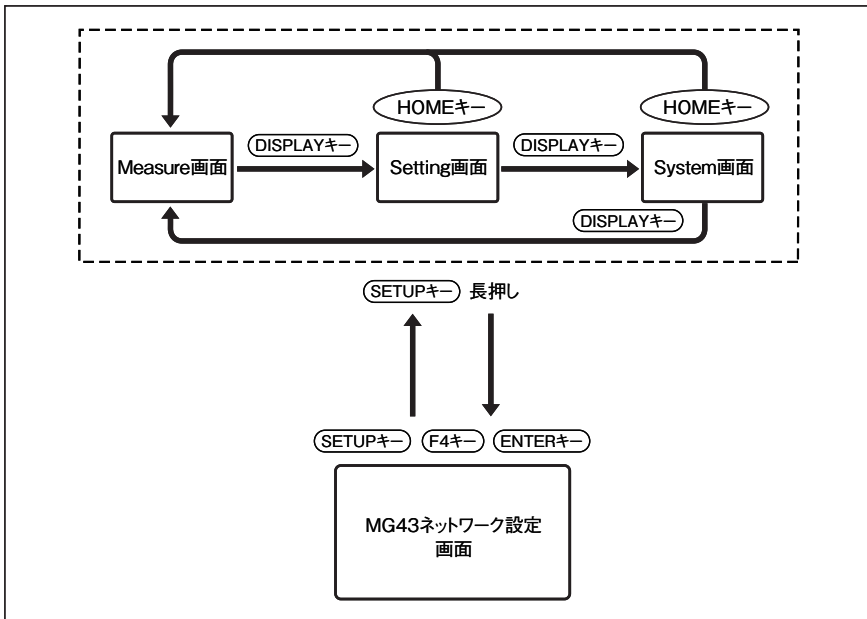 HOMEキー
HOMEキー
Measure画面
DISPLAYキー
Setting画面
DISPLAYキー
System画面
DISPLAYキー
SETUPキー 長押し
SETUPキー F4キー ENTERキー
MG43ネットワーク設定
画面